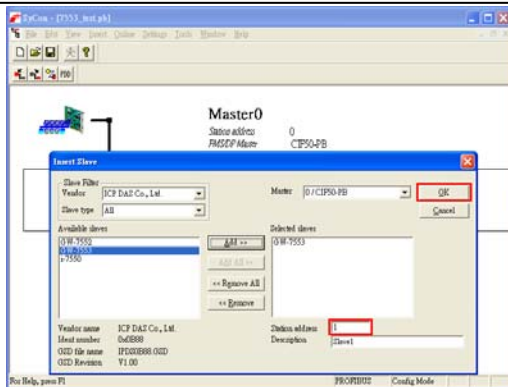 SyCon - [7553_test.pb]
File Edit View Insert Online Settings Tools Window Help
Master0
Station address 0
FMS/DP Master CIF50-PB
Insert Slave
Slave Filter
Vendor ICP DAS Co., Ltd.
Slave type All
Master 0 / CIF50-PB
OK
Cancel
Available slaves
GW-7552
GW-7553
I-7550
Add >>
Add All >>
<< Remove All
<< Remove
Selected slaves
GW-7553
Vendor name ICP DAS Co., Ltd.
Ident number 0x0B88
GSD file name IPDS0B88.GSD
GSD Revision V1.00
Station address 1
Description Slave1
For Help, press F1
PROFIBUS Config Mode